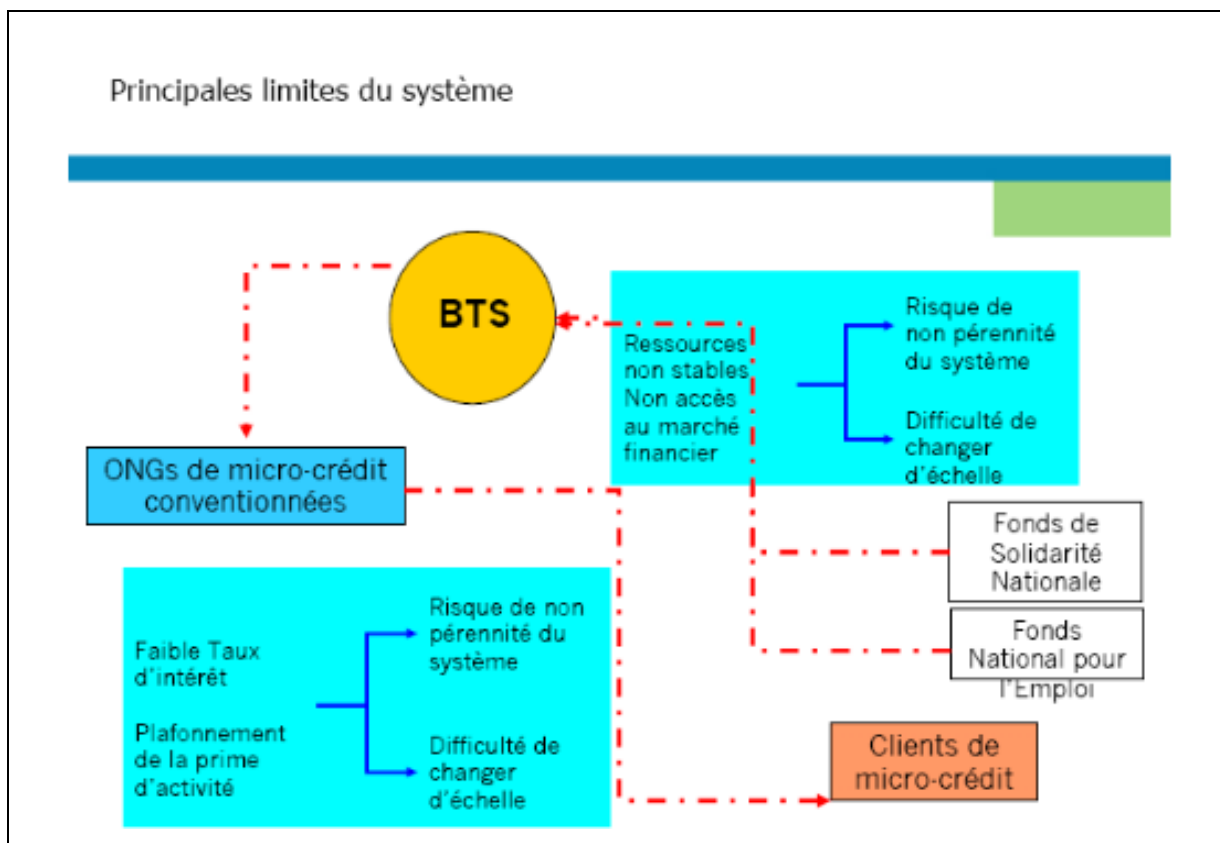 Principales limites du système
BTS
Ressources
non stables
Non accès
au marché
financier
Risque de
non pérennité
du système
Difficulté de
changer
d'échelle
ONGs de micro-crédit
conventionnées
Fonds de
Solidarité
Nationale
Fonds
National pour
l'Emploi
Faible Taux
d'intérêt
Plafonnement
de la prime
d'activité
Risque de non
pérennité du
système
Difficulté de
changer
d'échelle
Clients de
micro-crédit